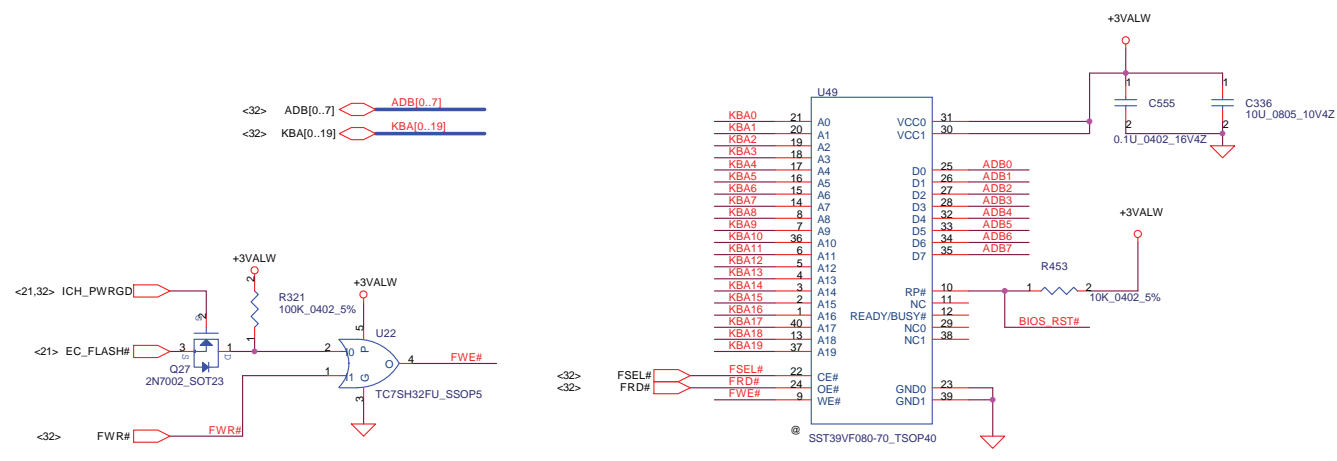 <32> ADB[0..7] ADB[0..7]
<32> KBA[0..19] KBA[0..19]
<21,32> ICH_PWRGD
2
G
<21> EC_FLASH# 3 S D 1
Q27
2N7002_SOT23
+3VALW
2
R321
100K_0402_5%
1
+3VALW
5
U22
2 I0 P
O 4 FWE#
1 I1 G
TC7SH32FU_SSOP5
3
<32> FWR# FWR#
U49
KBA0 21 A0
KBA1 20 A1
KBA2 19 A2
KBA3 18 A3
KBA4 17 A4
KBA5 16 A5
KBA6 15 A6
KBA7 14 A7
KBA8 8 A8
KBA9 7 A9
KBA10 36 A10
KBA11 6 A11
KBA12 5 A12
KBA13 4 A13
KBA14 3 A14
KBA15 2 A15
KBA16 1 A16
KBA17 40 A17
KBA18 13 A18
KBA19 37 A19
<32> FSEL# FSEL# 22 CE#
<32> FRD# FRD# 24 OE#
FWE# 9 WE#
@
SST39VF080-70_TSOP40
VCC0 31
VCC1 30
D0 25 ADB0
D1 26 ADB1
D2 27 ADB2
D3 28 ADB3
D4 32 ADB4
D5 33 ADB5
D6 34 ADB6
D7 35 ADB7
RP# 10
NC 11
READY/BUSY# 12
NC0 29
NC1 38
GND0 23
GND1 39
+3VALW
1
C555
2
0.1U_0402_16V4Z
1
C336
10U_0805_10V4Z
2
+3VALW
R453
1 2
10K_0402_5%
BIOS_RST#